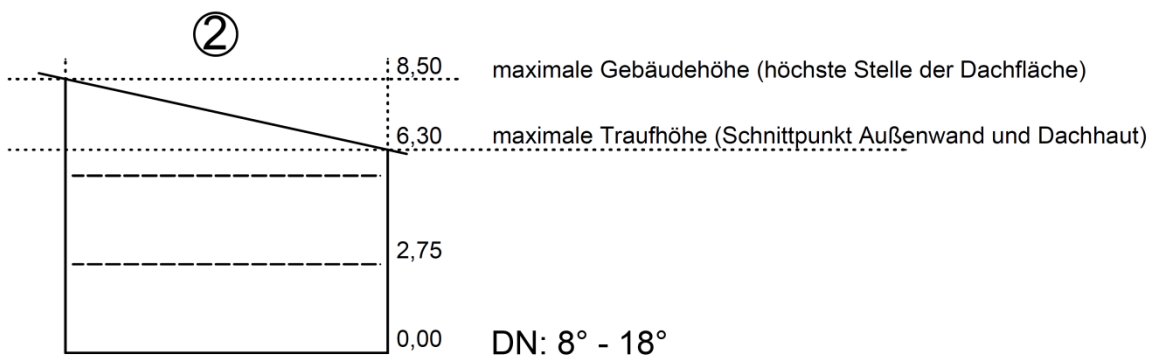 ②
8,50 maximale Gebäudehöhe (höchste Stelle der Dachfläche)
6,30 maximale Traufhöhe (Schnittpunkt Außenwand und Dachhaut)
2,75
0,00 DN: 8° - 18°